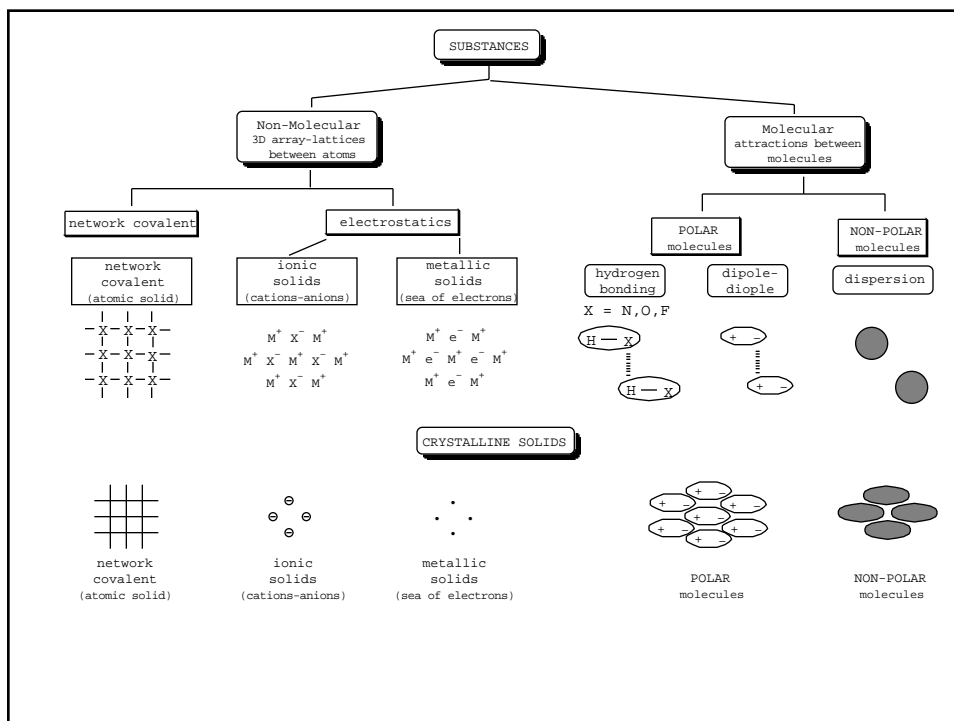 SUBSTANCES
Non-Molecular
3D array-lattices
between atoms
Molecular
attractions between
molecules
network covalent
electrostatics
POLAR
molecules
NON-POLAR
molecules
network
covalent
(atomic solid)
ionic
solids
(cations-anions)
metallic
solids
(sea of electrons)
hydrogen
bonding
dipole-
diople
dispersion
X = N,O,F
X X X
X X X
X X X
M⁺ X⁻ M⁺
M⁺ X⁻ M⁺ X⁻ M⁺
M⁺ X⁻ M⁺
M⁺ e⁻ M⁺
M⁺ e⁻ M⁺ e⁻ M⁺
M⁺ e⁻ M⁺
H — X
H — X
+ −
+ −
CRYSTALLINE SOLIDS
⊖
⊖ ⊖
⊖
+ −
+ − + −
+ −
+ − + −
+ −
network
covalent
(atomic solid)
ionic
solids
(cations-anions)
metallic
solids
(sea of electrons)
POLAR
molecules
NON-POLAR
molecules